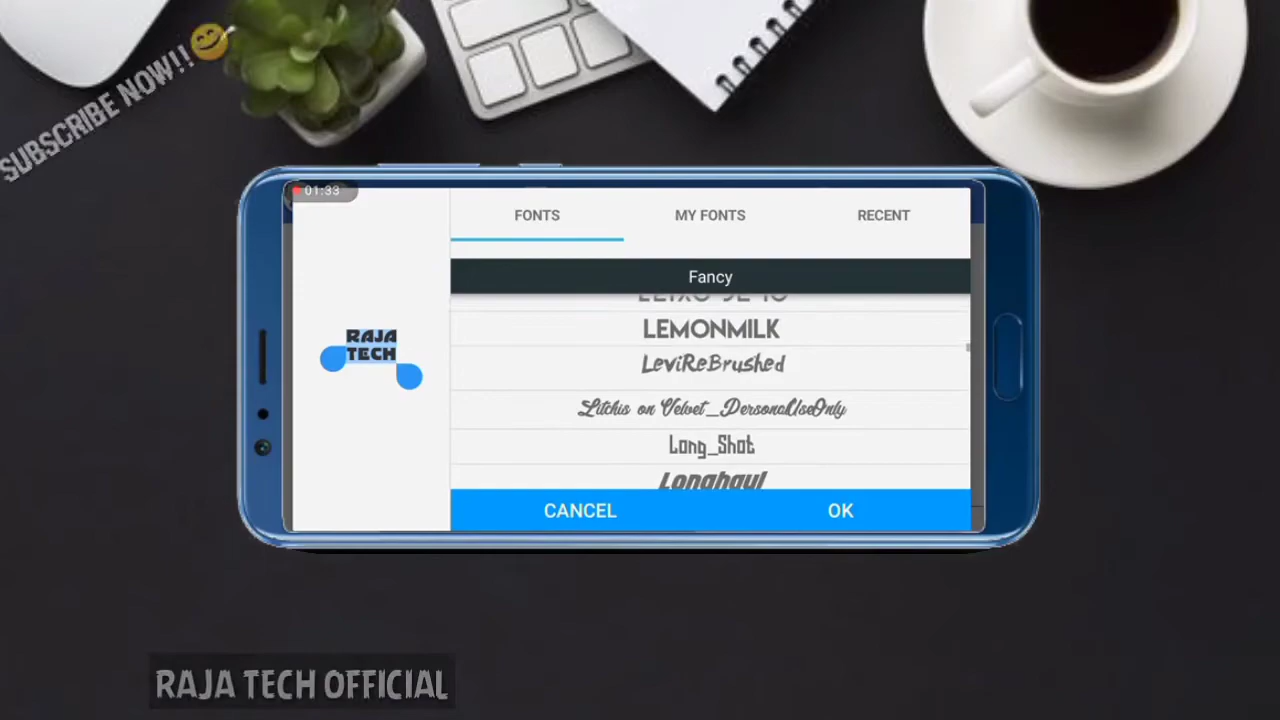 SUBSCRIBE NOW!!
01:33
FONTS
MY FONTS
RECENT
Fancy
LEMONMILK
LeviReBrushed
Litchis on Velvet_PersonalUseOnly
Long_Shot
Longhaul
RAJA
TECH
CANCEL
OK
RAJA TECH OFFICIAL